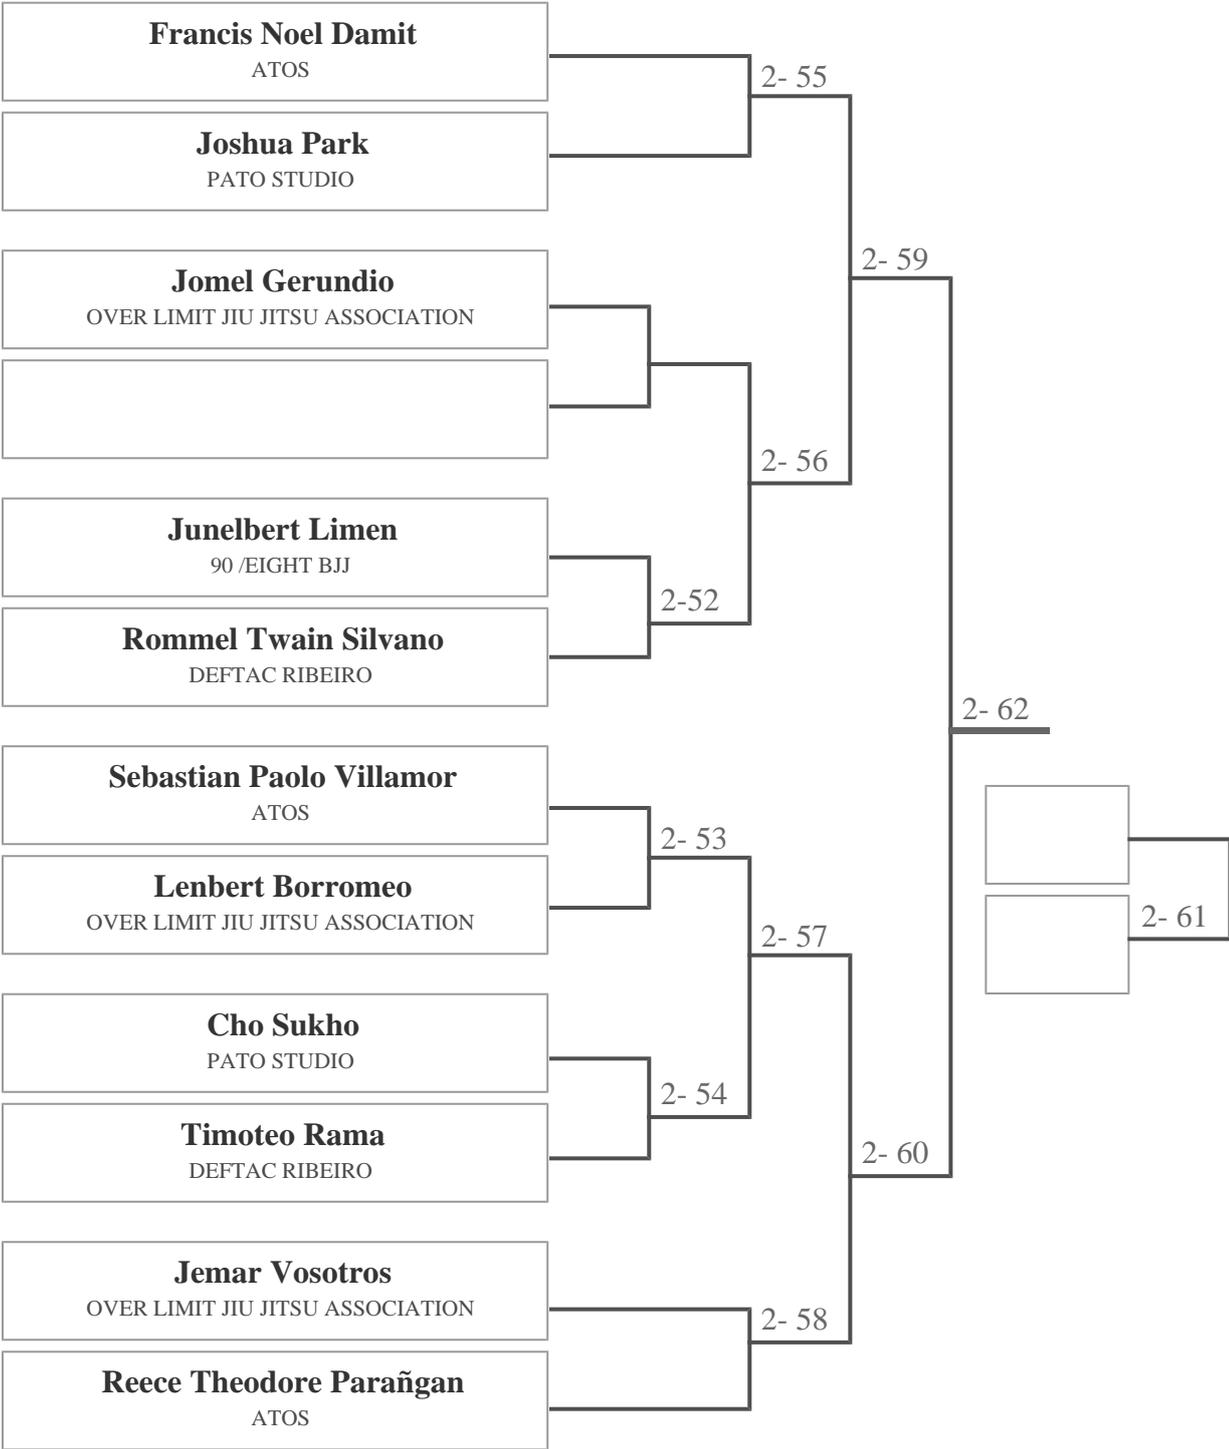 Francis Noel Damit
ATOS
2- 55
Joshua Park
PATO STUDIO
2- 59
Jomel Gerundio
OVER LIMIT JIU JITSU ASSOCIATION
2- 56
Junelbert Limen
90 /EIGHT BJJ
2-52
Rommel Twain Silvano
DEFTAC RIBEIRO
2- 62
Sebastian Paolo Villamor
ATOS
2- 53
Lenbert Borromeo
OVER LIMIT JIU JITSU ASSOCIATION
2- 61
2- 57
Cho Sukho
PATO STUDIO
2- 54
Timoteo Rama
DEFTAC RIBEIRO
2- 60
Jemar Vosotros
OVER LIMIT JIU JITSU ASSOCIATION
2- 58
Reece Theodore Parañgan
ATOS